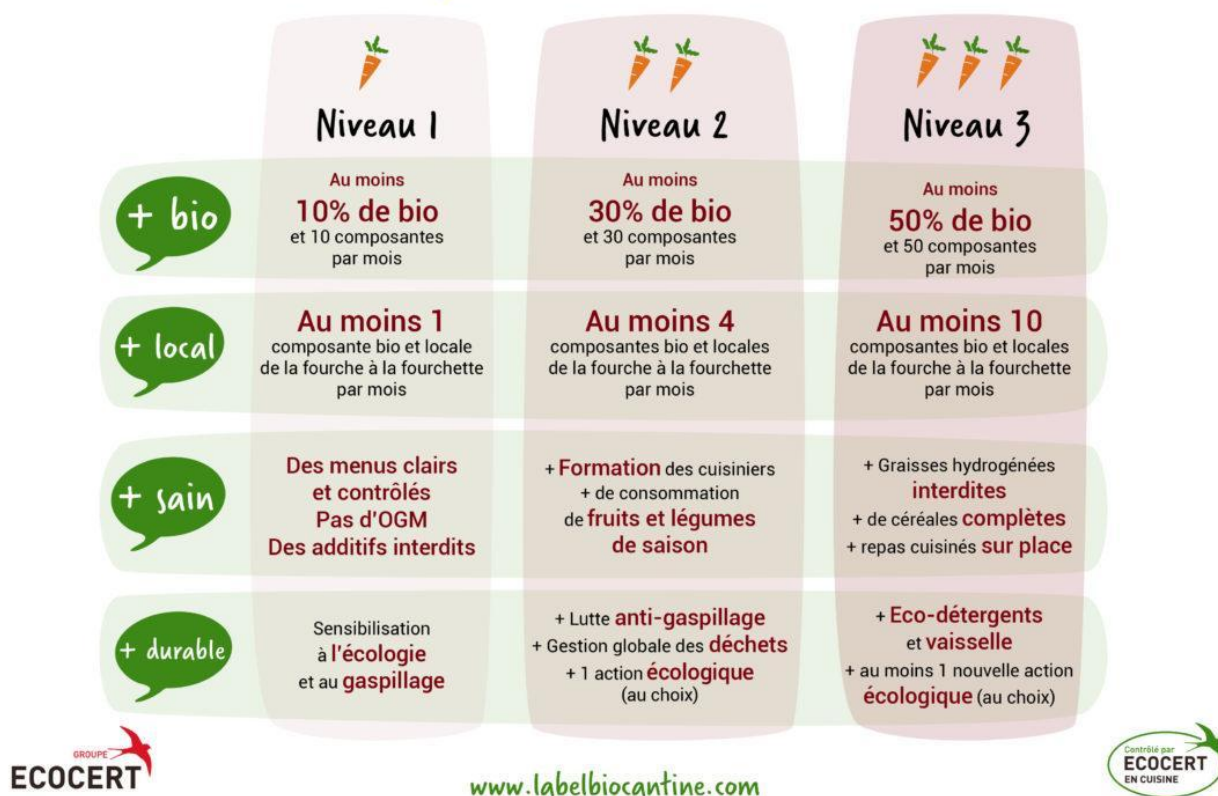 Niveau 1
Niveau 2
Niveau 3
+ bio
Au moins
10% de bio
et 10 composantes
par mois
Au moins
30% de bio
et 30 composantes
par mois
Au moins
50% de bio
et 50 composantes
par mois
+ local
Au moins 1
composante bio et locale
de la fourche à la fourchette
par mois
Au moins 4
composantes bio et locales
de la fourche à la fourchette
par mois
Au moins 10
composantes bio et locales
de la fourche à la fourchette
par mois
+ sain
Des menus clairs
et contrôlés
Pas d'OGM
Des additifs interdits
+ Formation des cuisiniers
+ de consommation
de fruits et légumes
de saison
+ Graisses hydrogénées
interdites
+ de céréales complètes
+ repas cuisinés sur place
+ durable
Sensibilisation
à l'écologie
et au gaspillage
+ Lutte anti-gaspillage
+ Gestion globale des déchets
+ 1 action écologique
(au choix)
+ Eco-détergents
et vaisselle
+ au moins 1 nouvelle action
écologique (au choix)
GROUPE
ECOCERT
www.labelbiocantine.com
Contrôlé par
ECOCERT
EN CUISINE